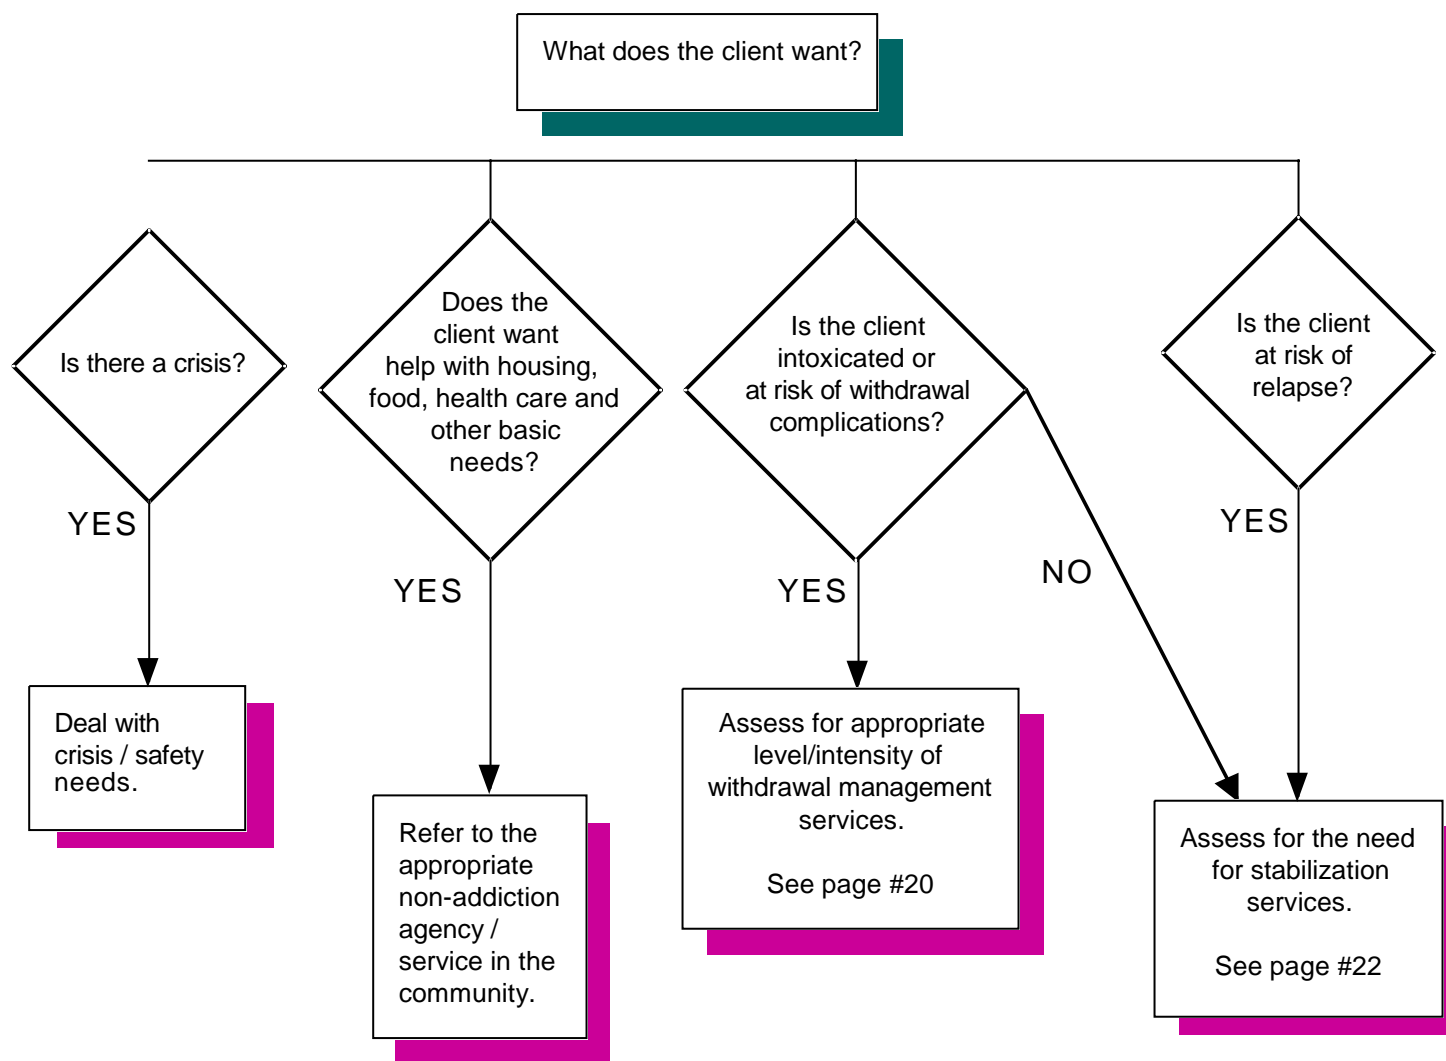 What does the client want?
Is there a crisis?
YES
Deal with
crisis / safety
needs.
Does the
client want
help with housing,
food, health care and
other basic
needs?
YES
Refer to the
appropriate
non-addiction
agency /
service in the
community.
Is the client
intoxicated or
at risk of withdrawal
complications?
YES
NO
Assess for appropriate
level/intensity of
withdrawal management
services.
See page #20
Is the client
at risk of
relapse?
YES
Assess for the need
for stabilization
services.
See page #22